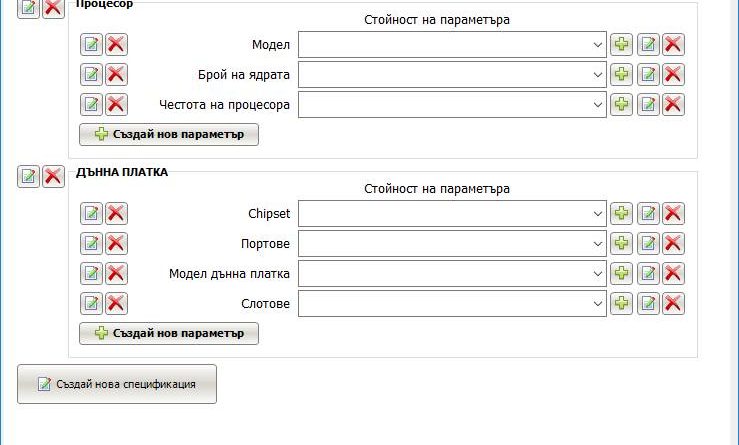 Процесор
Стойност на параметъра
Модел
Брой на ядрата
Честота на процесора
Създай нов параметър
ДЪННА ПЛАТКА
Стойност на параметъра
Chipset
Портове
Модел дънна платка
Слотове
Създай нов параметър
Създай нова спецификация